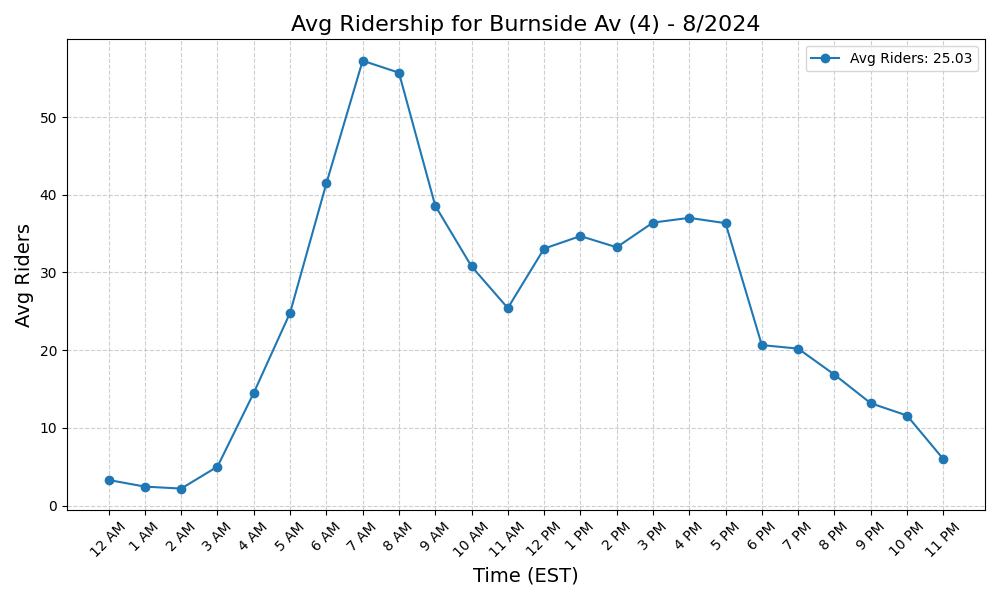 Avg Ridership for Burnside Av (4) - 8/2024
Avg Riders: 25.03
Avg Riders
50
40
30
20
10
0
12 AM
1 AM
2 AM
3 AM
4 AM
5 AM
6 AM
7 AM
8 AM
9 AM
10 AM
11 AM
12 PM
1 PM
2 PM
3 PM
4 PM
5 PM
6 PM
7 PM
8 PM
9 PM
10 PM
11 PM
Time (EST)